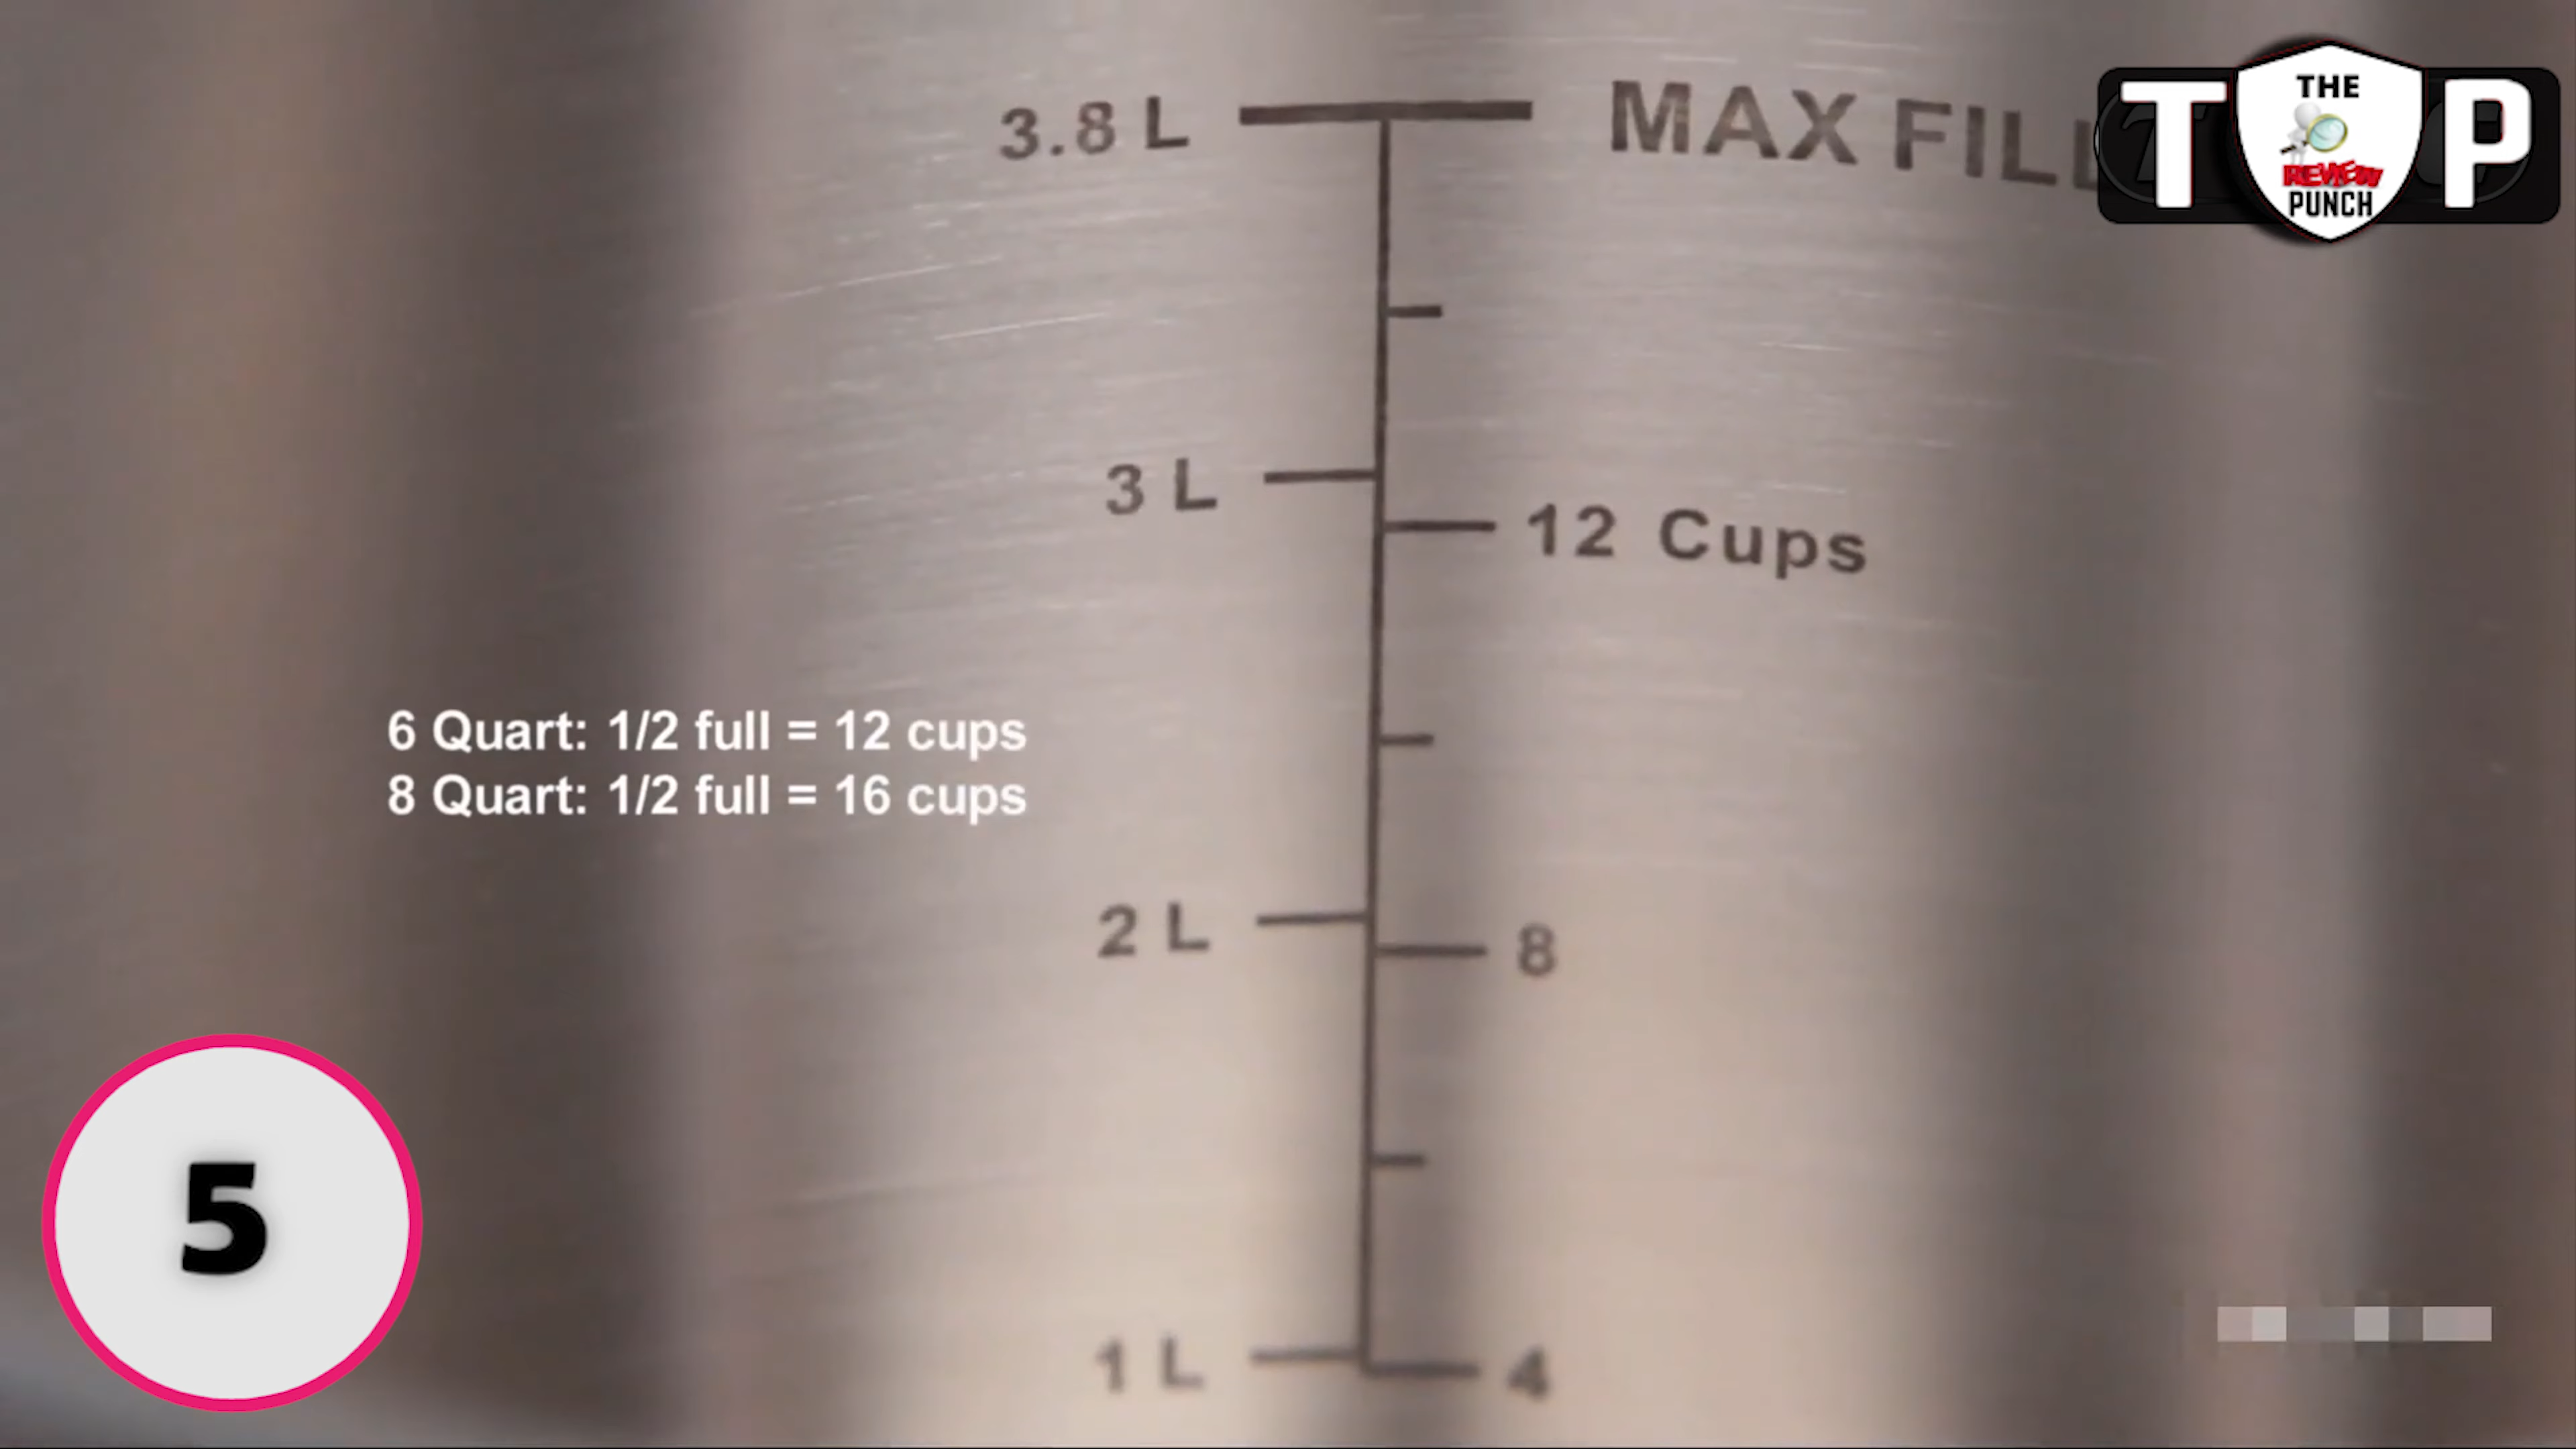 3.8 L
MAX FILL
3 L
12 Cups
6 Quart: 1/2 full = 12 cups
8 Quart: 1/2 full = 16 cups
2 L
8
1 L
4
5
TOP
THE
REVIEW
PUNCH